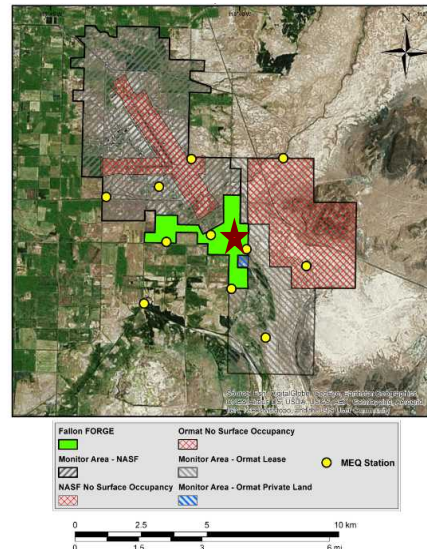 N
Fallon FORGE
Ormat No Surface Occupancy
Monitor Area - NASF
Monitor Area - Ormat Lease
MEQ Station
NASF No Surface Occupancy
Monitor Area - Ormat Private Land
0 2.5 5 10 km
0 1.5 3 6 mi